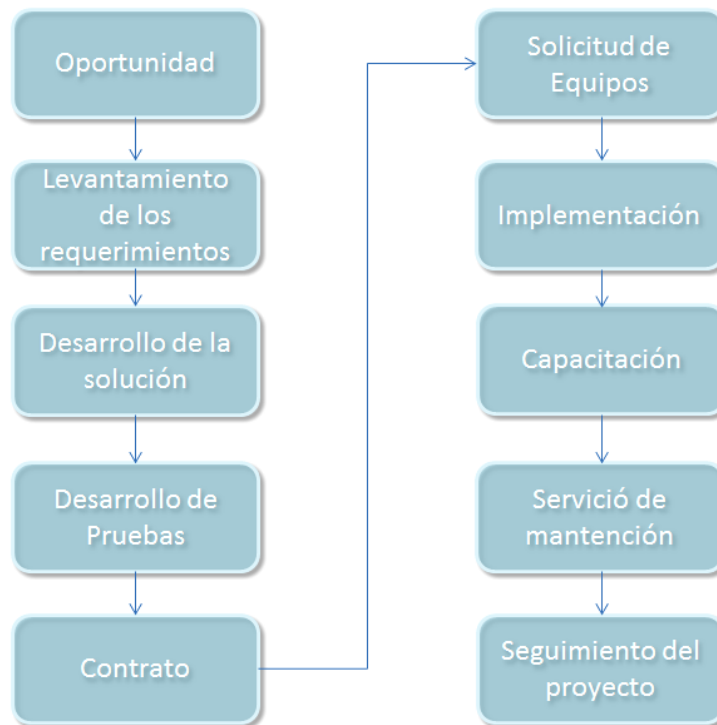 Oportunidad
Levantamiento
de los
requerimientos
Desarrollo de la
solución
Desarrollo de
Pruebas
Contrato
Solicitud de
Equipos
Implementación
Capacitación
Servició de
mantención
Seguimiento del
proyecto